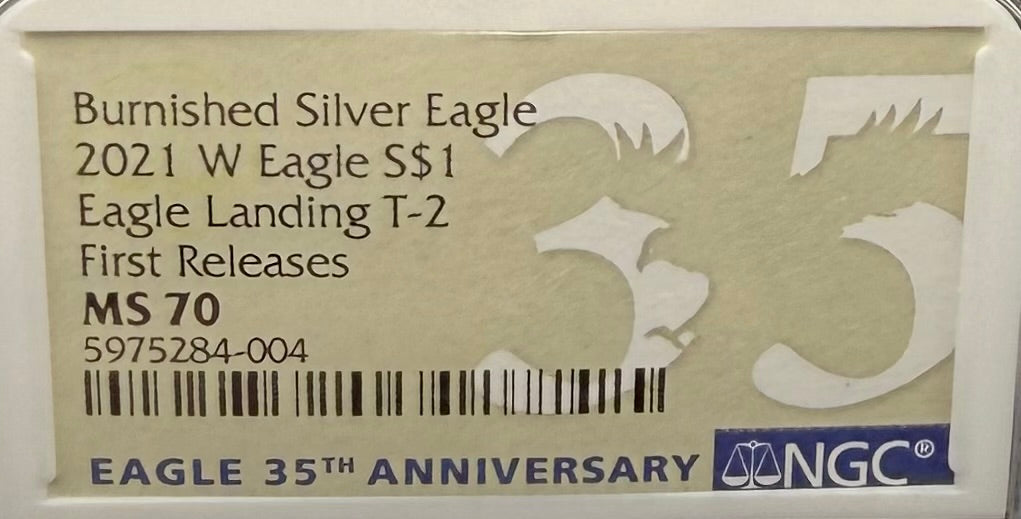 Burnished Silver Eagle
2021 W Eagle S$1
Eagle Landing T-2
First Releases
MS 70
5975284-004
35
EAGLE 35TH ANNIVERSARY
NGC®